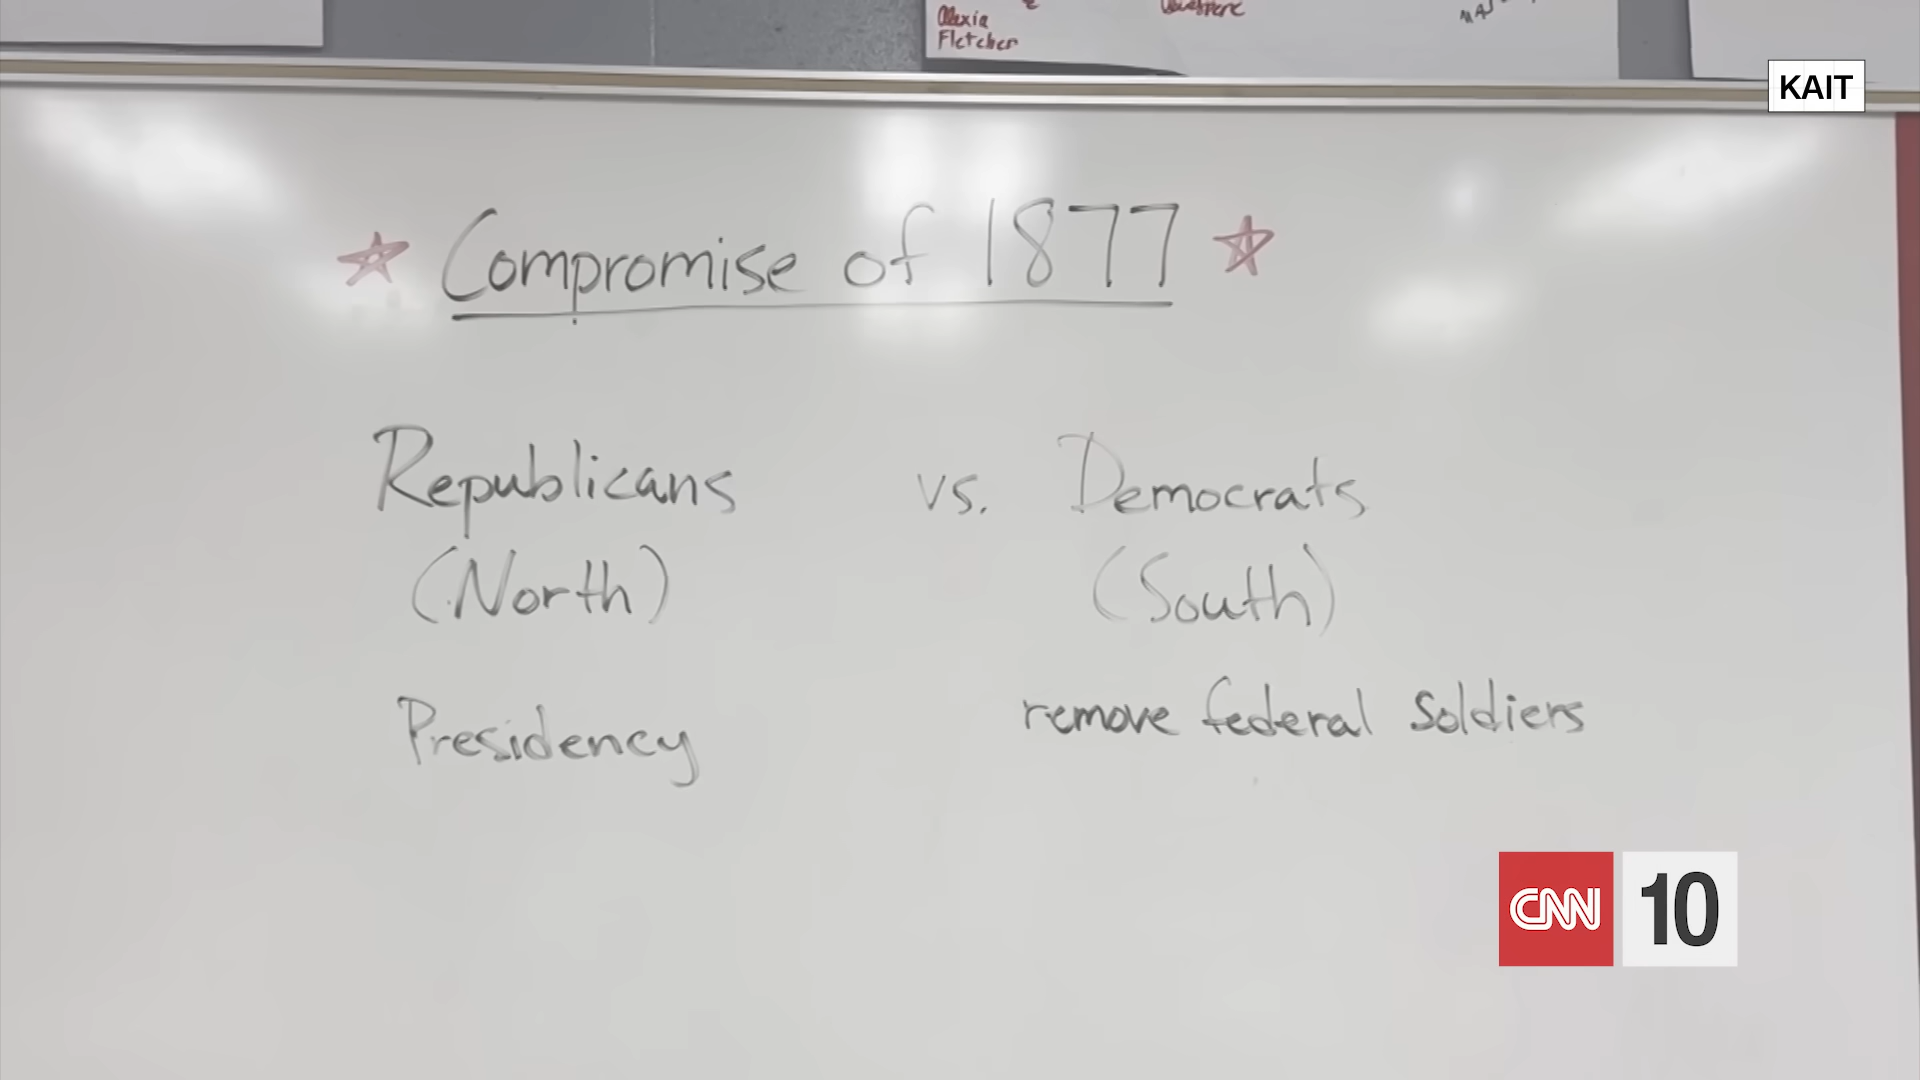 Alexia
Fletcher
KAIT
Compromise of 1877
Republicans vs. Democrats
(North) (South)
Presidency remove federal soldiers
CNN 10